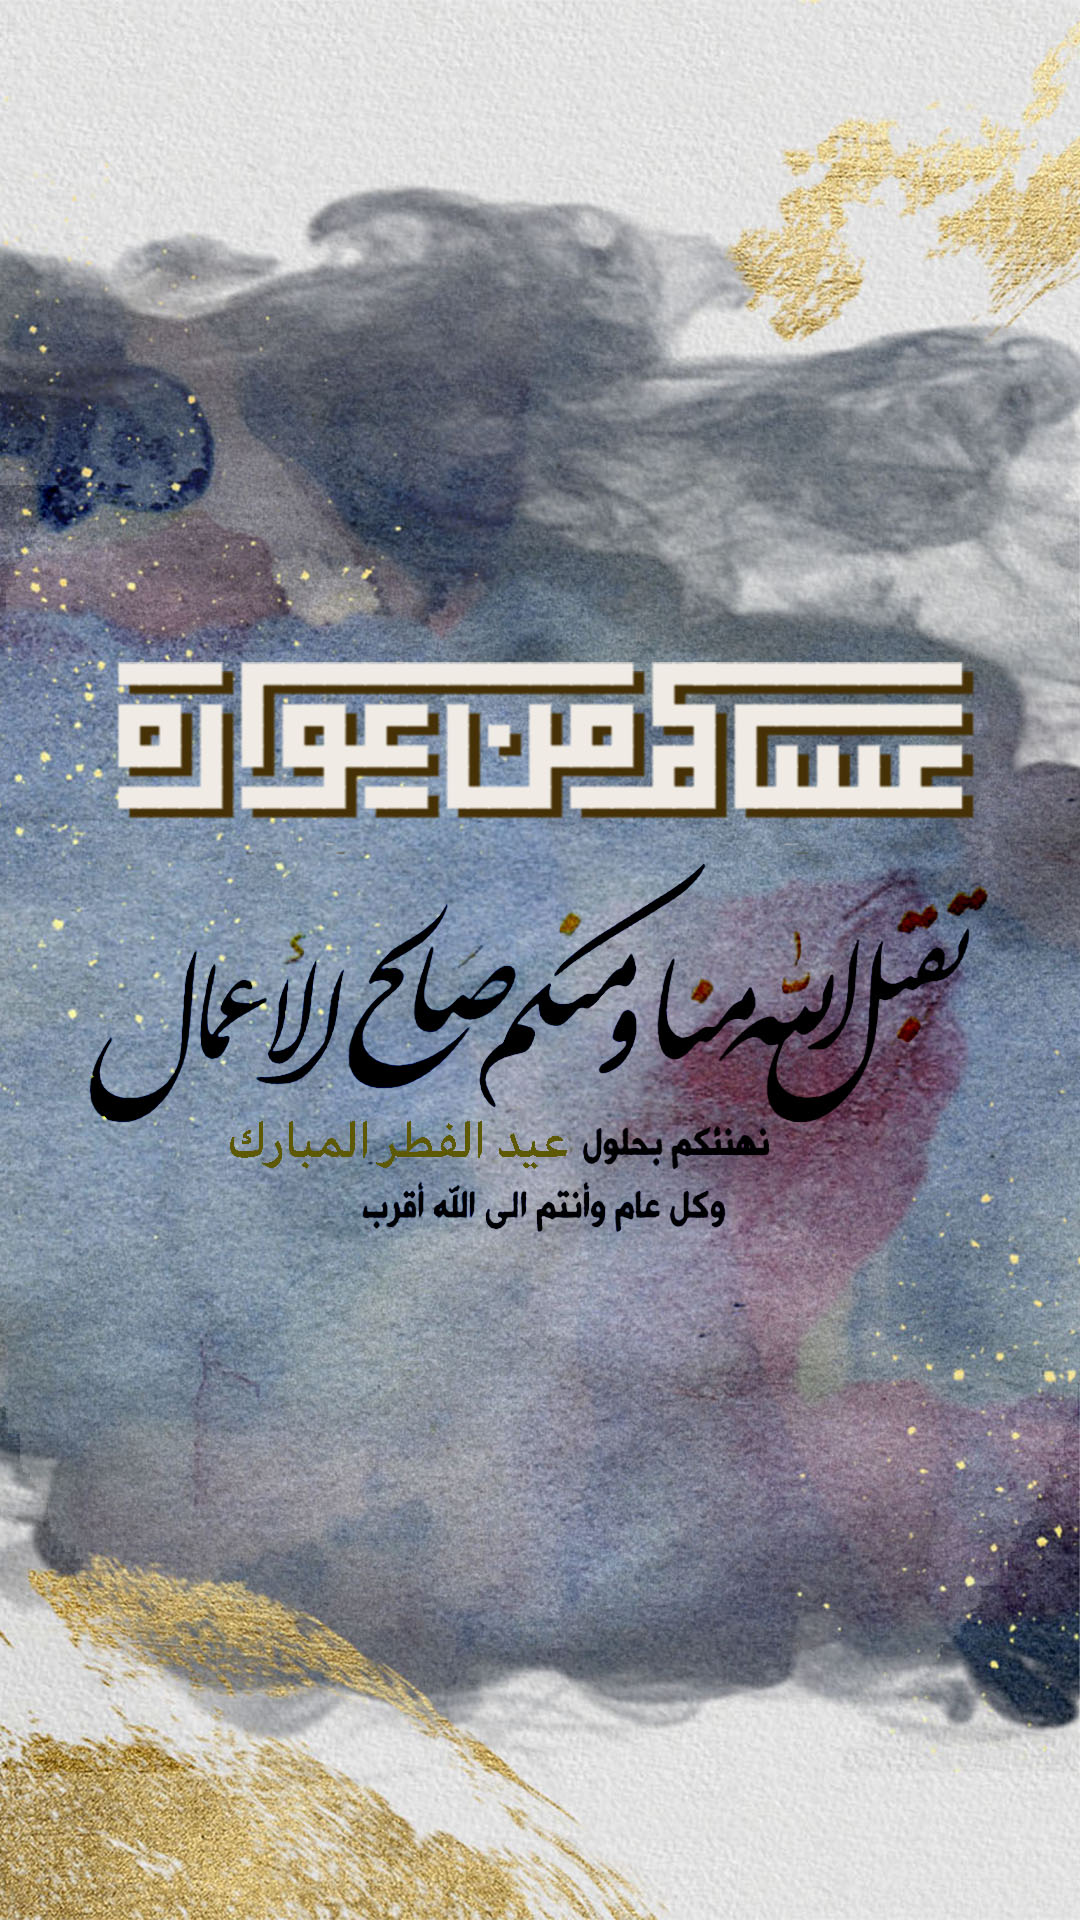 عساكم من عواده
تقبل الله منا ومنكم صالح الأعمال
نهنئكم بحلول عيد الفطر المبارك
وكل عام وأنتم الى الله أقرب